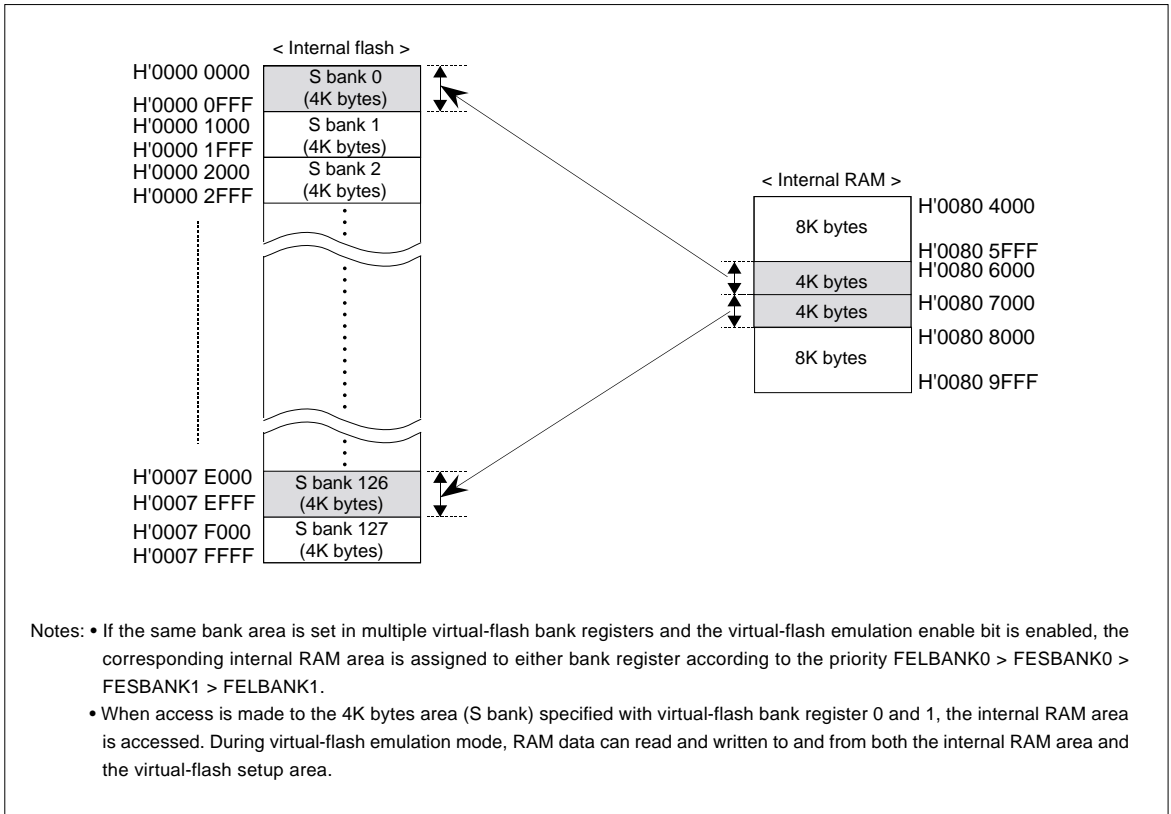 < Internal flash >
H'0000 0000
S bank 0
(4K bytes)
H'0000 0FFF
H'0000 1000
S bank 1
(4K bytes)
H'0000 1FFF
H'0000 2000
S bank 2
(4K bytes)
H'0000 2FFF
H'0007 E000
S bank 126
(4K bytes)
H'0007 EFFF
H'0007 F000
S bank 127
(4K bytes)
H'0007 FFFF
< Internal RAM >
H'0080 4000
8K bytes
H'0080 5FFF
H'0080 6000
4K bytes
H'0080 7000
4K bytes
H'0080 8000
8K bytes
H'0080 9FFF
Notes: • If the same bank area is set in multiple virtual-flash bank registers and the virtual-flash emulation enable bit is enabled, the
corresponding internal RAM area is assigned to either bank register according to the priority FELBANK0 > FESBANK0 >
FESBANK1 > FELBANK1.
• When access is made to the 4K bytes area (S bank) specified with virtual-flash bank register 0 and 1, the internal RAM area
is accessed. During virtual-flash emulation mode, RAM data can read and written to and from both the internal RAM area and
the virtual-flash setup area.